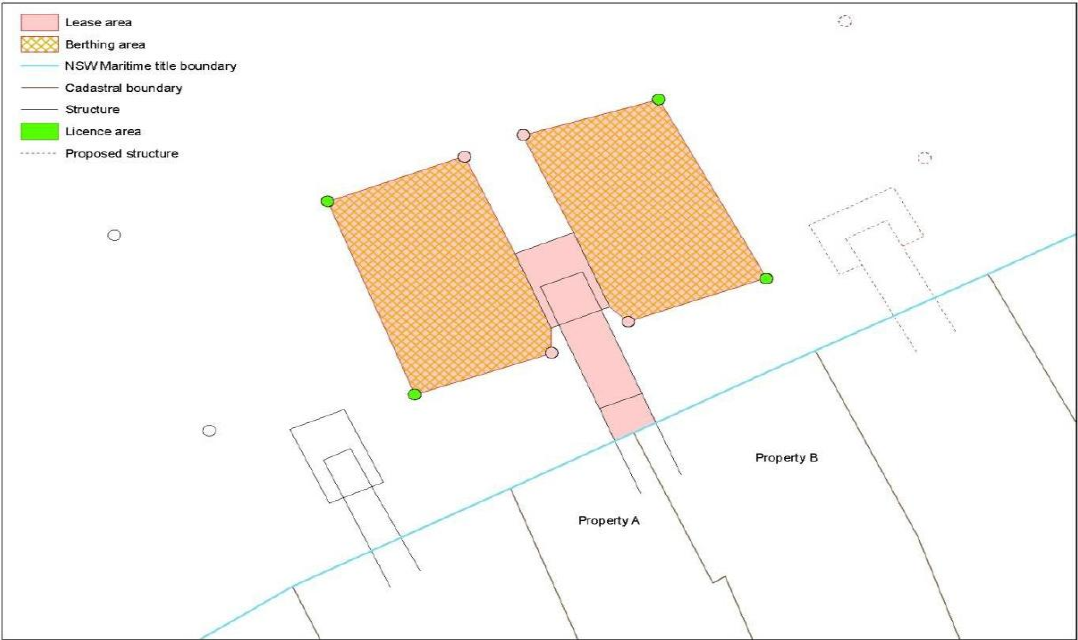 Lease area
Berthing area
NSW Maritime title boundary
Cadastral boundary
Structure
Licence area
Proposed structure
Property B
Property A